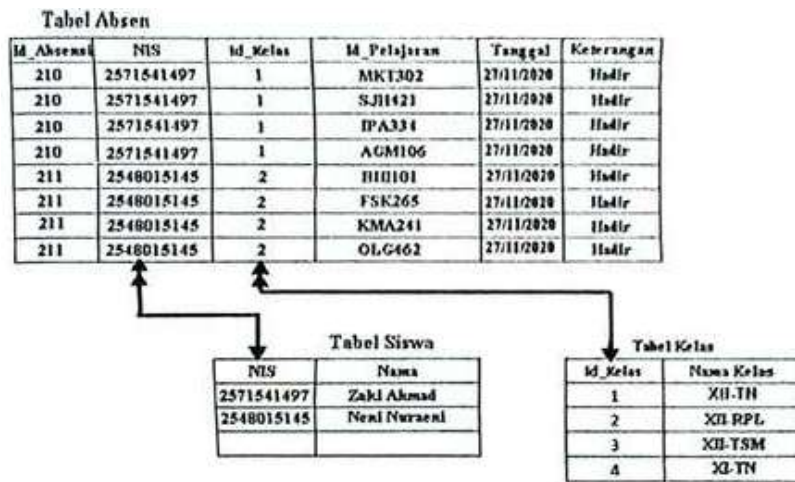 Tabel Absen
Id_Absensi NIS Id_Kelas Id_Pelajaran Tanggal Keterangan
210 2571541497 1 MKT302 27/11/2020 Hadir
210 2571541497 1 SJH421 27/11/2020 Hadir
210 2571541497 1 IPA334 27/11/2020 Hadir
210 2571541497 1 AGM106 27/11/2020 Hadir
211 2548015145 2 27/11/2020 Hadir
211 2548015145 2 FSK265 27/11/2020 Hadir
211 2548015145 2 KMA241 27/11/2020 Hadir
211 2548015145 2 OLG462 27/11/2020 Hadir
Tabel Siswa
NIS Nama
2571541497 Zaki Ahmad
2548015145 Neni Nuraeni
Tabel Kelas
Id_Kelas Nama Kelas
1 XII-TN
2 XII-RPL
3 XII-TSM
4 XI-TN